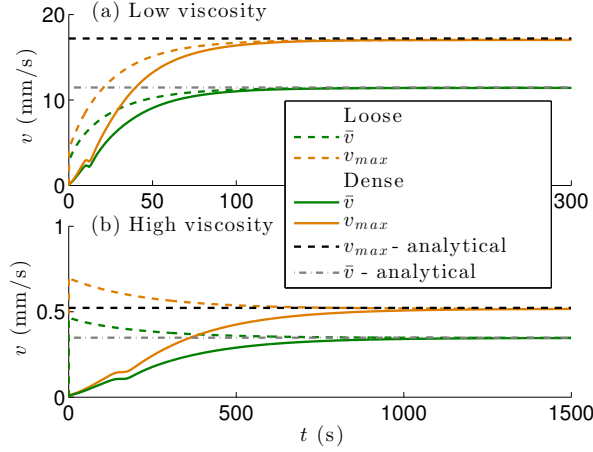 (a) Low viscosity
20
10
0
v (mm/s)
0
50
100
300
Loose
v̄
v_max
Dense
v̄
v_max
v_max - analytical
v̄ - analytical
(b) High viscosity
1
0.5
0
v (mm/s)
0
500
1000
1500
t (s)